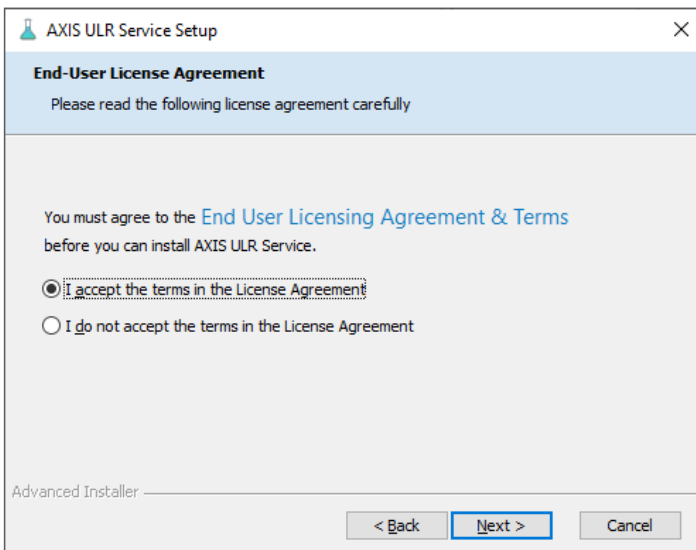 AXIS ULR Service Setup
End-User License Agreement
Please read the following license agreement carefully
You must agree to the End User Licensing Agreement & Terms
before you can install AXIS ULR Service.
I accept the terms in the License Agreement
I do not accept the terms in the License Agreement
Advanced Installer
< Back
Next >
Cancel